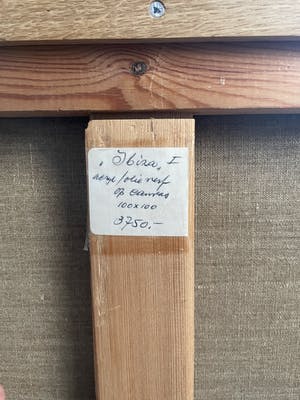 „ Ibiza „ I
acryl/olieverf
op canvas
100x100
3750.-